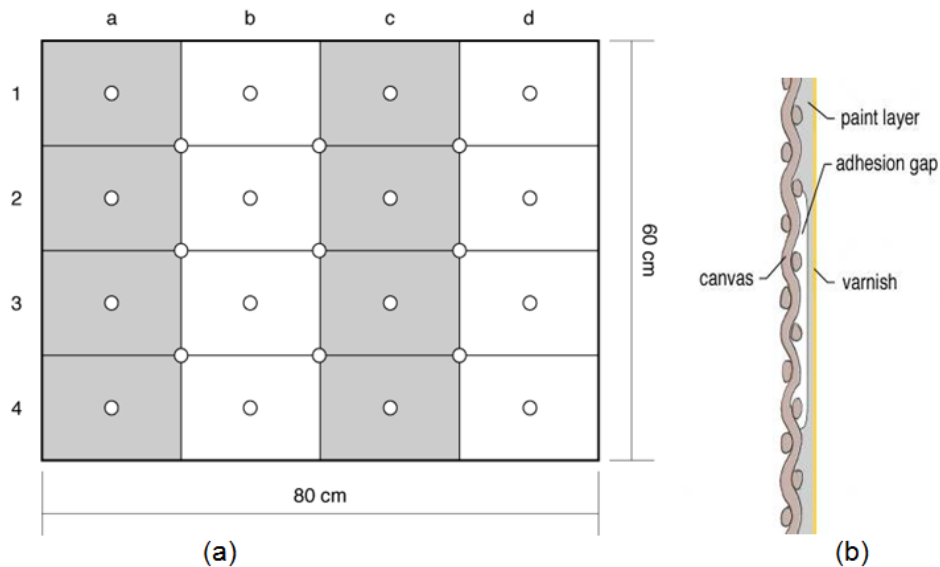 a b c d
1
2
3
4
60 cm
80 cm
(a)
paint layer
adhesion gap
canvas
varnish
(b)